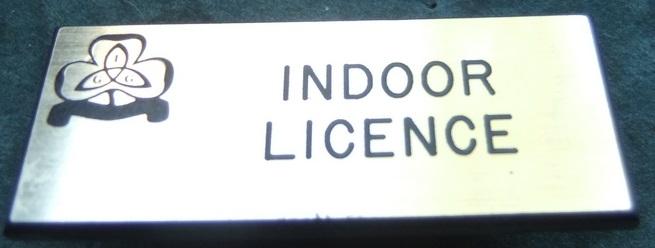 I
G G
INDOOR
LICENCE